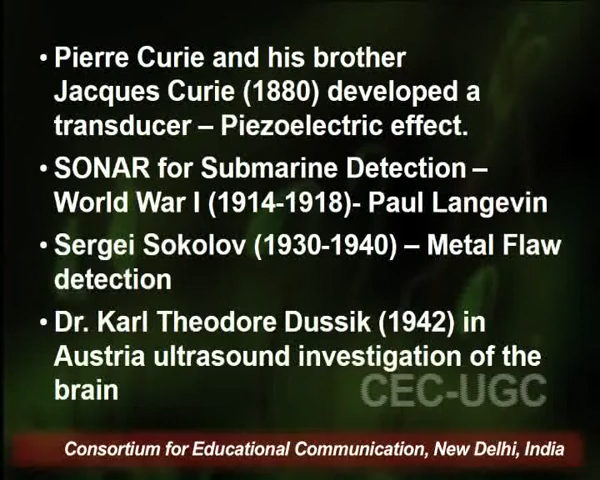 • Pierre Curie and his brother
Jacques Curie (1880) developed a
transducer – Piezoelectric effect.
• SONAR for Submarine Detection –
World War I (1914-1918)- Paul Langevin
• Sergei Sokolov (1930-1940) – Metal Flaw
detection
• Dr. Karl Theodore Dussik (1942) in
Austria ultrasound investigation of the
brain
CEC-UGC
Consortium for Educational Communication, New Delhi, India